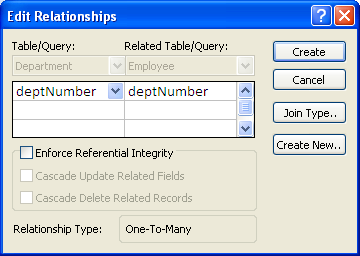 Edit Relationships
Table/Query: Related Table/Query:
Department Employee
deptNumber deptNumber
Enforce Referential Integrity
Cascade Update Related Fields
Cascade Delete Related Records
Relationship Type: One-To-Many
Create
Cancel
Join Type..
Create New..